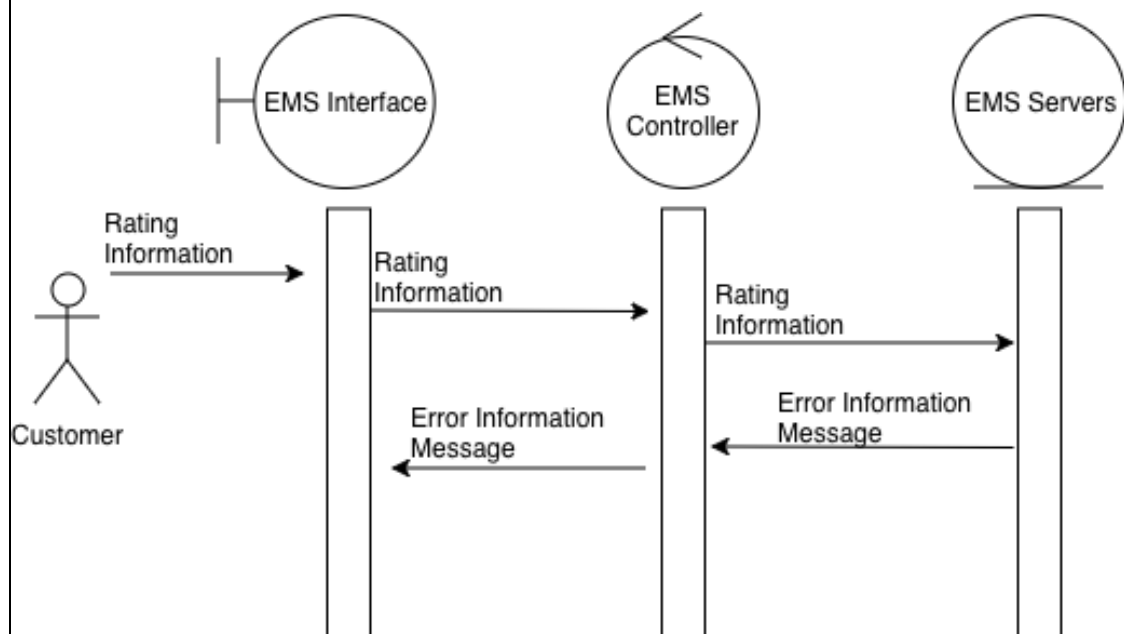 EMS Interface
EMS
Controller
EMS Servers
Rating
Information
Rating
Information
Rating
Information
Customer
Error Information
Message
Error Information
Message